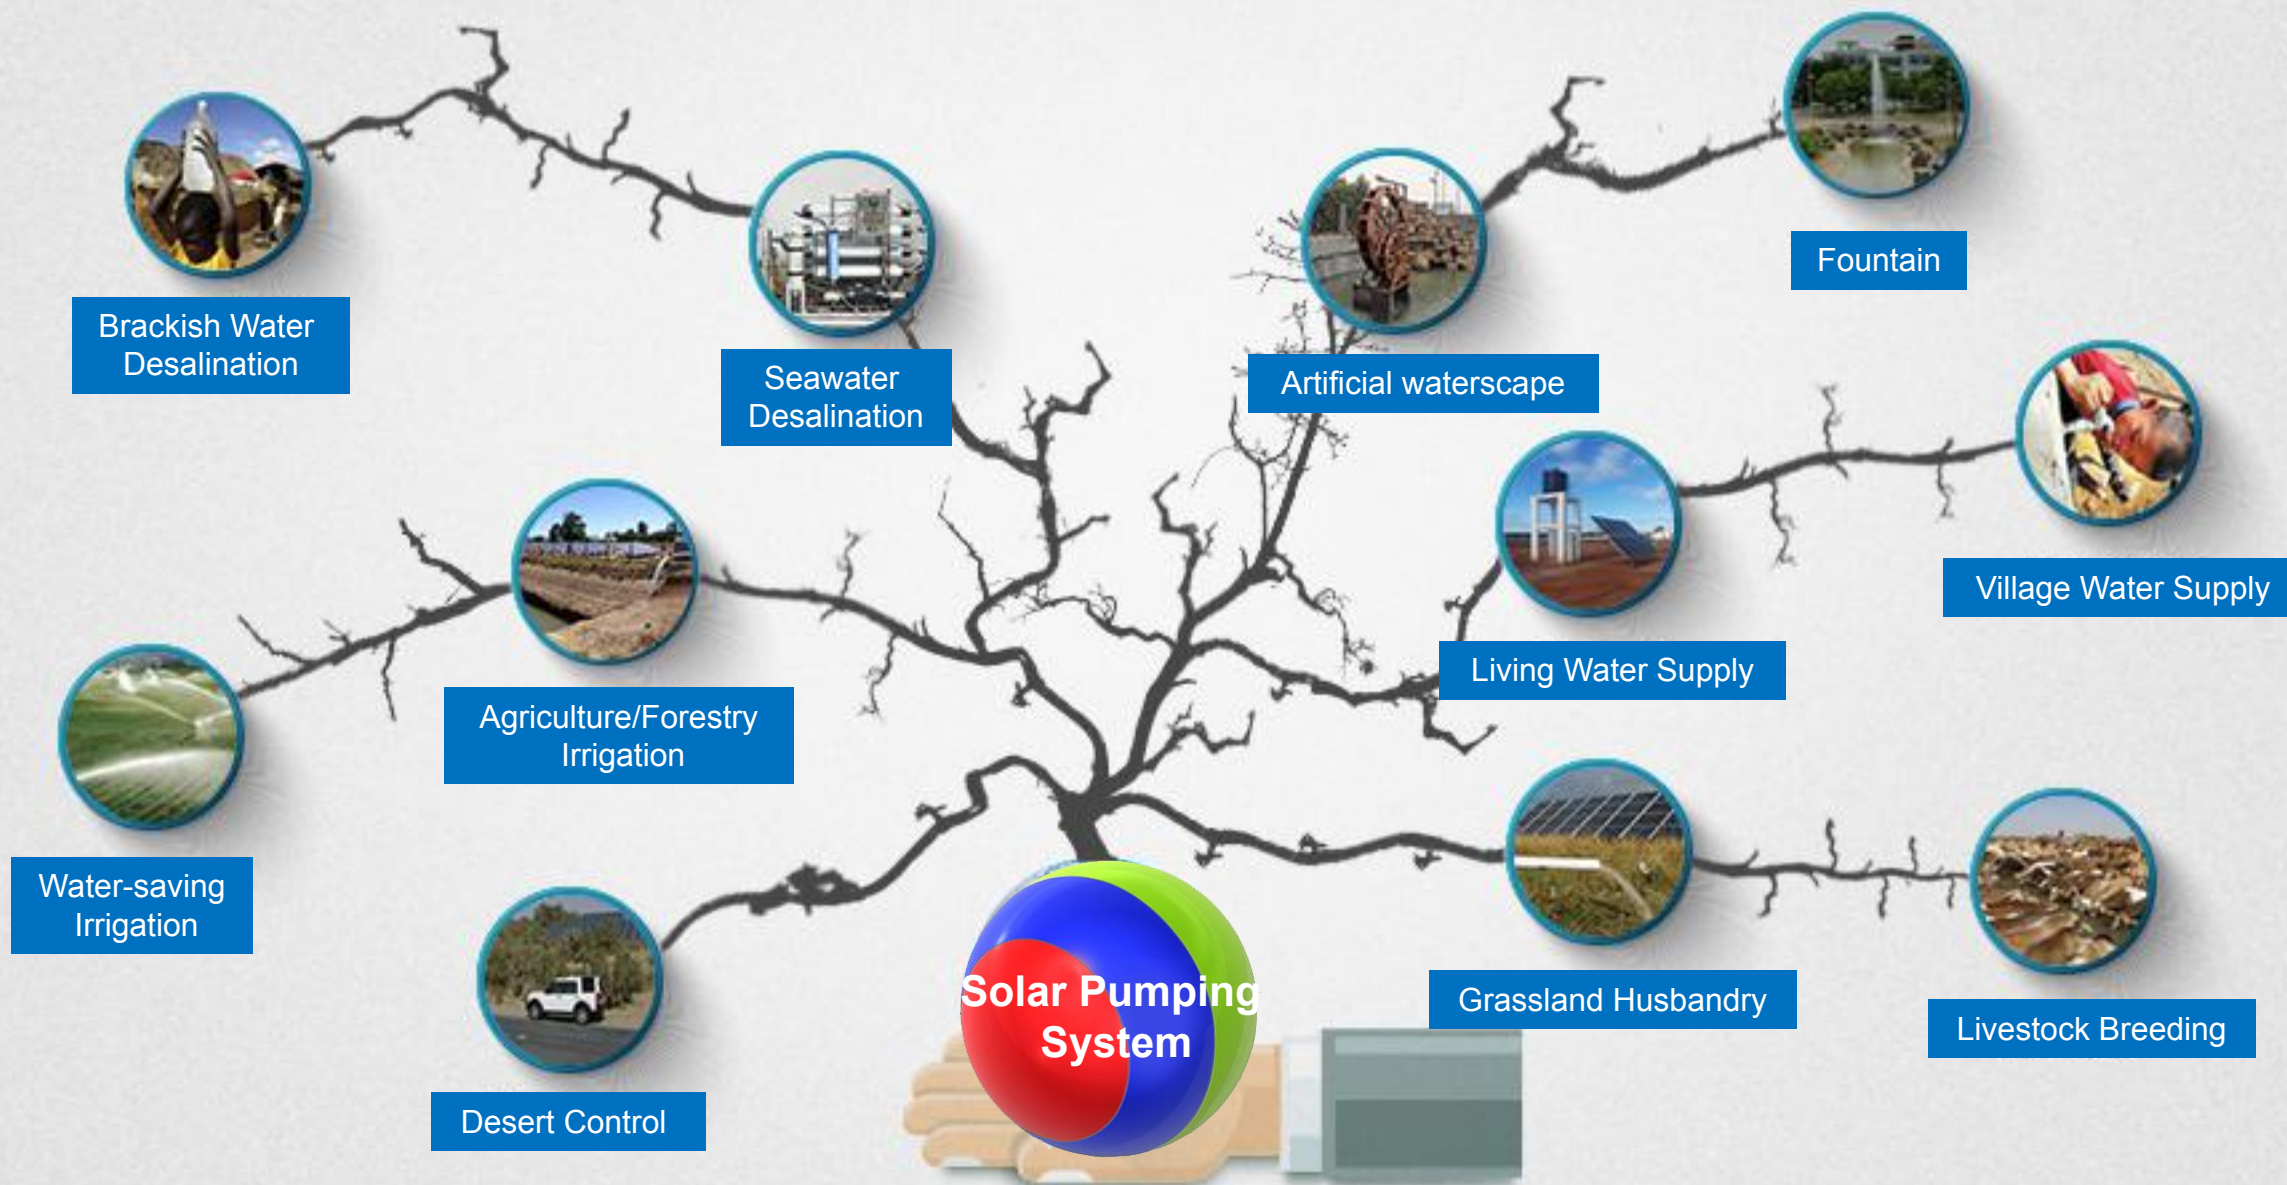 Fountain
Brackish Water
Desalination
Seawater
Desalination
Artificial waterscape
Village Water Supply
Living Water Supply
Agriculture/Forestry
Irrigation
Water-saving
Irrigation
Solar Pumping
System
Grassland Husbandry
Livestock Breeding
Desert Control